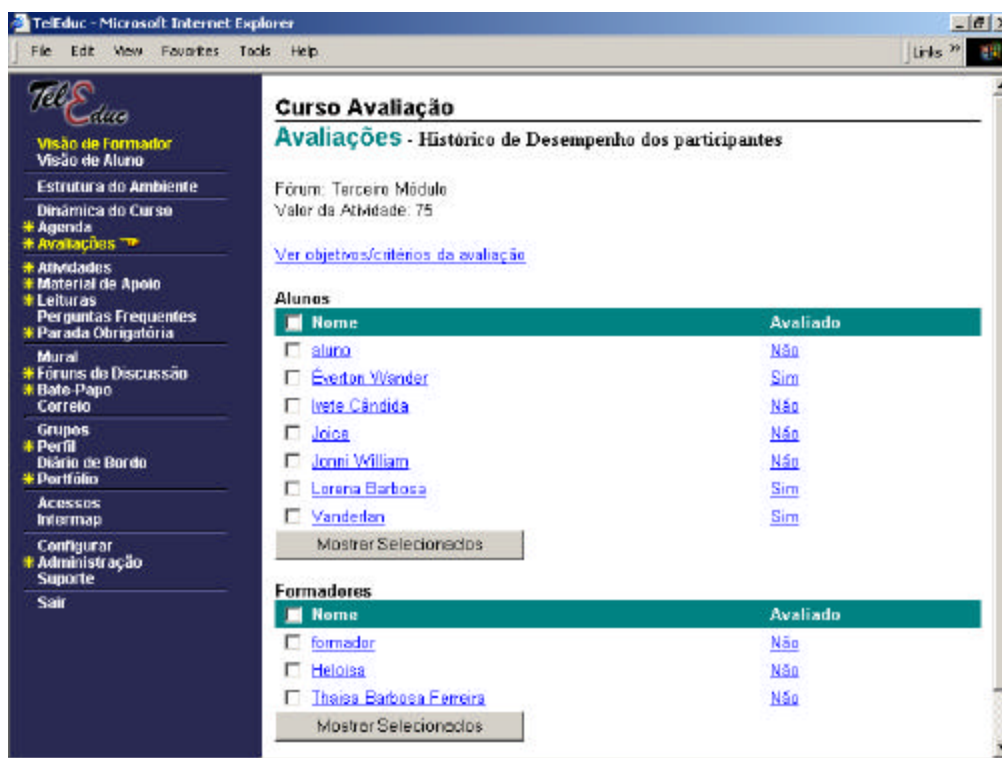 TelEduc - Microsoft Internet Explorer
File Edit View Favorites Tools Help Links »
TelEduc
Visão de Formador
Visão de Aluno
Estrutura do Ambiente
Dinâmica do Curso
Agenda
Avaliações
Atividades
Material de Apoio
Leituras
Perguntas Frequentes
Parada Obrigatória
Mural
Fóruns de Discussão
Bate-Papo
Correio
Grupos
Perfil
Diário de Bordo
Portfólio
Acessos
Intermap
Configurar
Administração
Suporte
Sair
Curso Avaliação
Avaliações - Histórico de Desempenho dos participantes
Fórum: Terceiro Módulo
Valor da Atividade: 75
Ver objetivos/critérios da avaliação
Alunos
Nome Avaliado
aluno Não
Éverton Wander Sim
Ivete Cândida Não
Joice Não
Jonni William Não
Lorena Barbosa Sim
Vanderlan Sim
Mostrar Selecionados
Formadores
Nome Avaliado
formador Não
Heloisa Não
Thaisa Barbosa Ferreira Não
Mostrar Selecionados